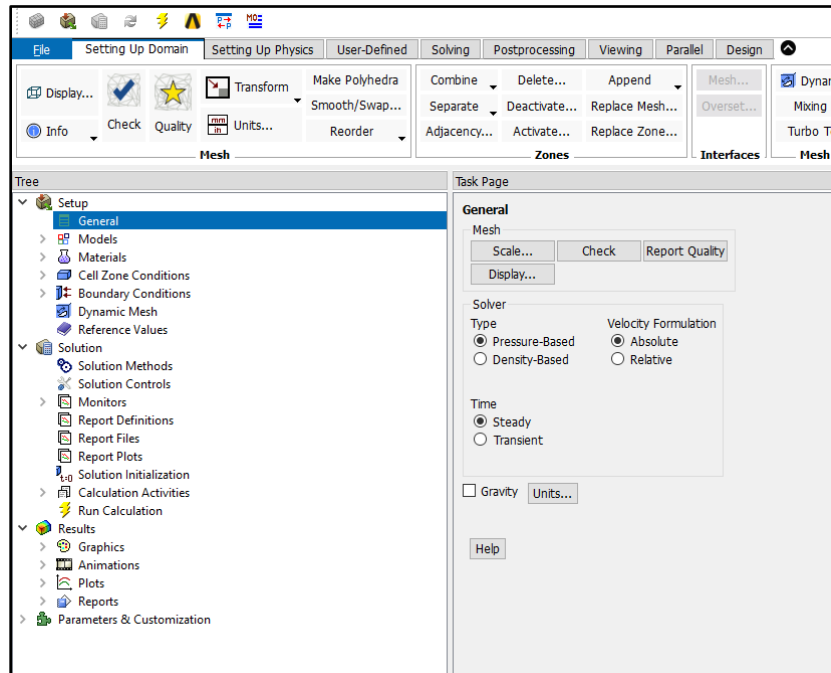 File Setting Up Domain Setting Up Physics User-Defined Solving Postprocessing Viewing Parallel Design
Display... Check Quality Transform Make Polyhedra Combine Delete... Append Mesh... Dynar
Smooth/Swap... Separate Deactivate... Replace Mesh... Overset... Mixing
Info Units... Reorder Adjacency... Activate... Replace Zone... Turbo T
Mesh Zones Interfaces Mesh
Tree
Setup
General
Models
Materials
Cell Zone Conditions
Boundary Conditions
Dynamic Mesh
Reference Values
Solution
Solution Methods
Solution Controls
Monitors
Report Definitions
Report Files
Report Plots
t=0 Solution Initialization
Calculation Activities
Run Calculation
Results
Graphics
Animations
Plots
Reports
Parameters & Customization
Task Page
General
Mesh
Scale... Check Report Quality
Display...
Solver
Type Velocity Formulation
Pressure-Based Absolute
Density-Based Relative
Time
Steady
Transient
Gravity Units...
Help